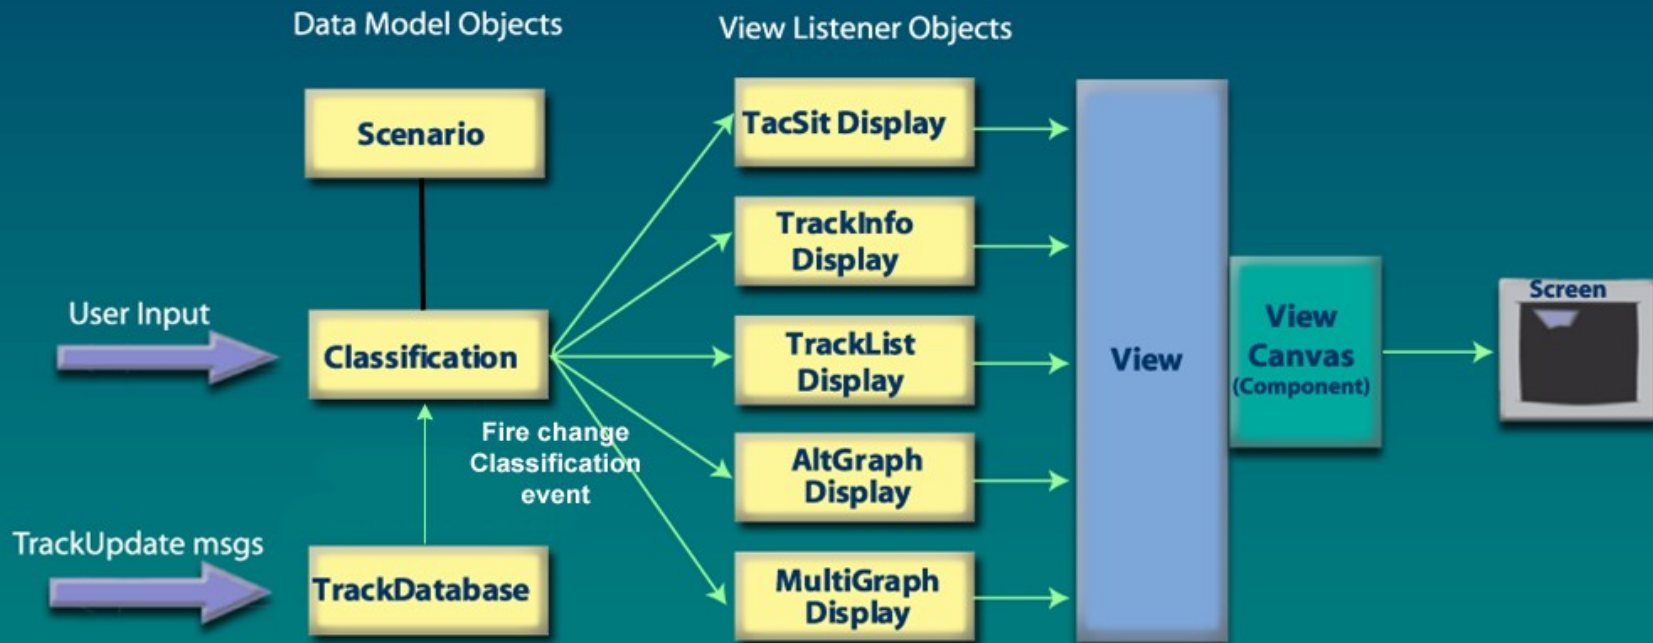 Data Model Objects
View Listener Objects
Scenario
TacSit Display
TrackInfo
Display
User Input
Classification
TrackList
Display
View
View
Canvas
(Component)
Screen
Fire change
Classification
event
AltGraph
Display
TrackUpdate msgs
TrackDatabase
MultiGraph
Display